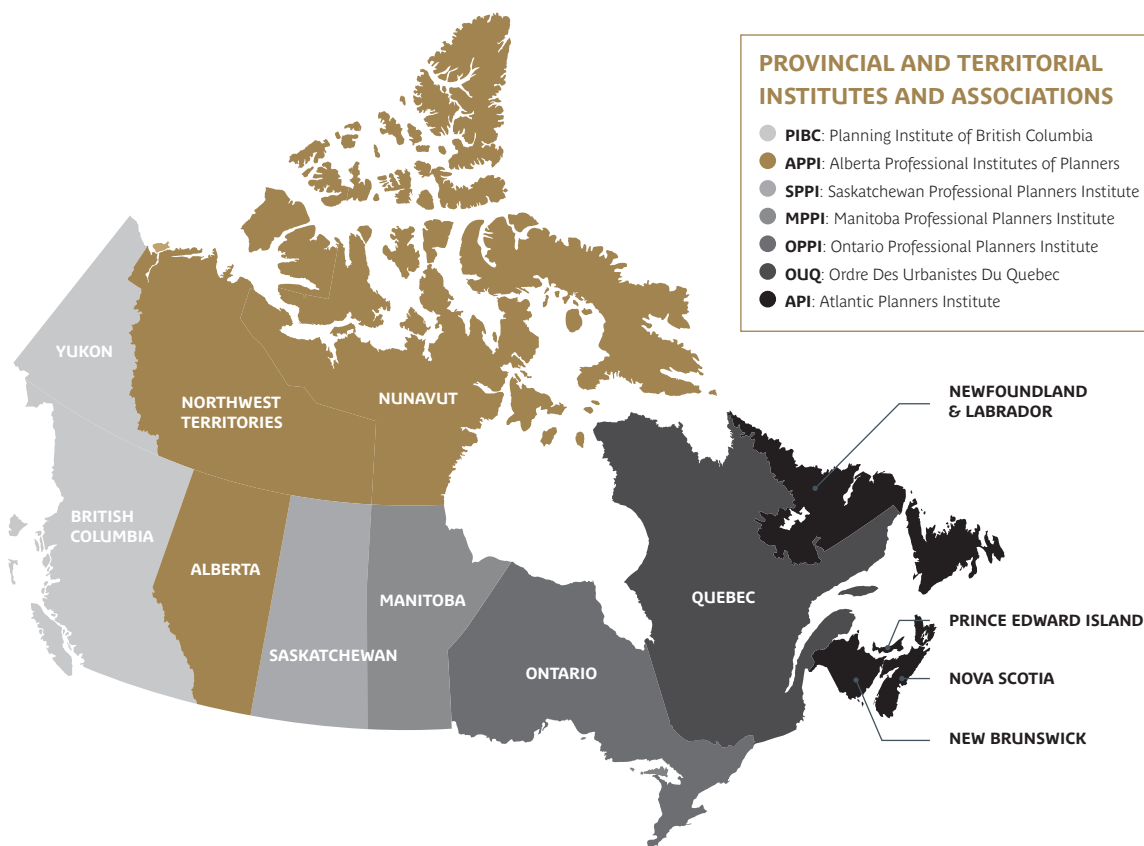 PROVINCIAL AND TERRITORIAL
INSTITUTES AND ASSOCIATIONS
PIBC: Planning Institute of British Columbia
APPI: Alberta Professional Institutes of Planners
SPPI: Saskatchewan Professional Planners Institute
MPPI: Manitoba Professional Planners Institute
OPPI: Ontario Professional Planners Institute
OUQ: Ordre Des Urbanistes Du Quebec
API: Atlantic Planners Institute
YUKON
NORTHWEST
TERRITORIES
NUNAVUT
NEWFOUNDLAND
& LABRADOR
BRITISH
COLUMBIA
ALBERTA
SASKATCHEWAN
MANITOBA
ONTARIO
QUEBEC
PRINCE EDWARD ISLAND
NOVA SCOTIA
NEW BRUNSWICK